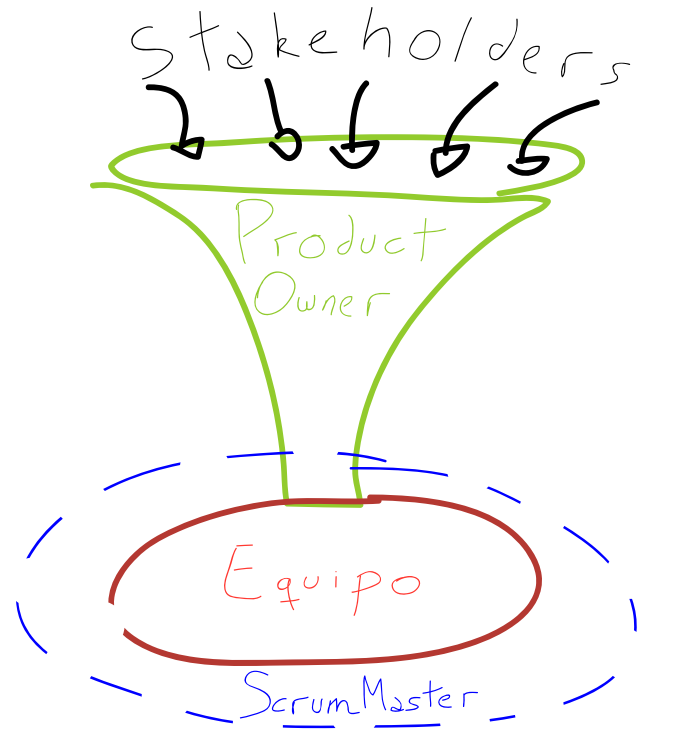 Stakeholders
Product
Owner
Equipo
ScrumMaster